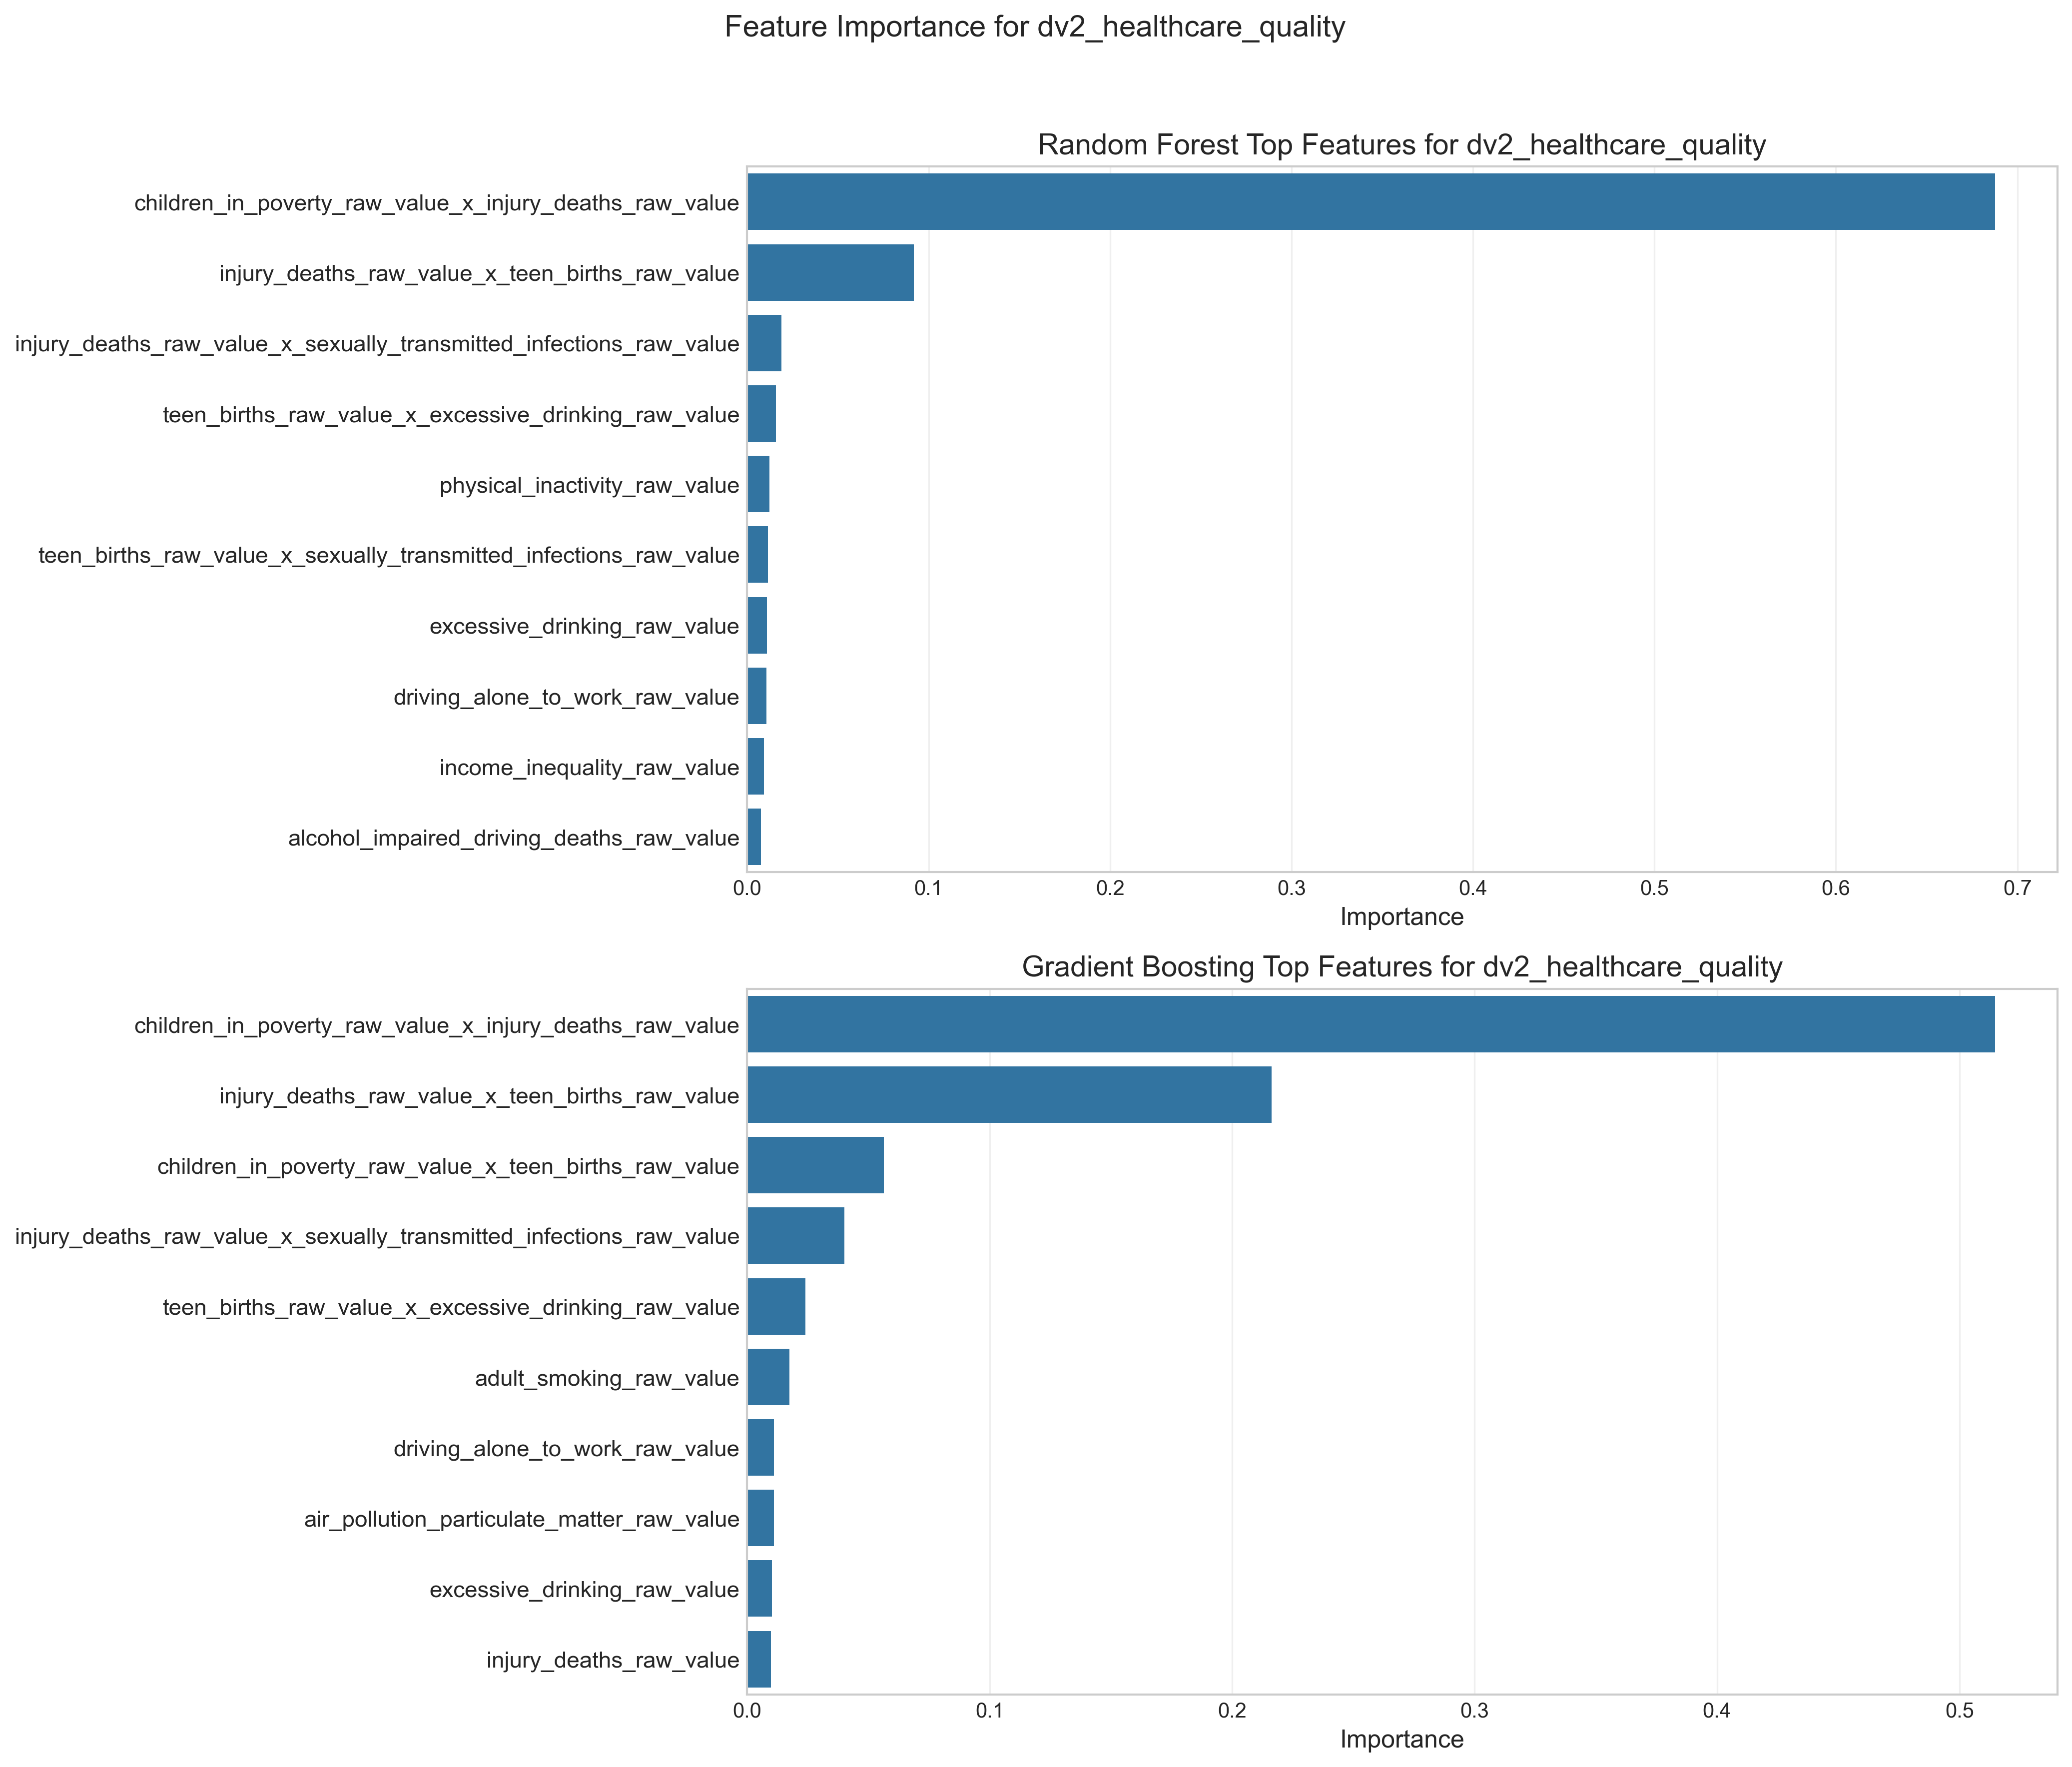 Feature Importance for dv2_healthcare_quality
Random Forest Top Features for dv2_healthcare_quality
children_in_poverty_raw_value_x_injury_deaths_raw_value
injury_deaths_raw_value_x_teen_births_raw_value
injury_deaths_raw_value_x_sexually_transmitted_infections_raw_value
teen_births_raw_value_x_excessive_drinking_raw_value
physical_inactivity_raw_value
teen_births_raw_value_x_sexually_transmitted_infections_raw_value
excessive_drinking_raw_value
driving_alone_to_work_raw_value
income_inequality_raw_value
alcohol_impaired_driving_deaths_raw_value
0.0 0.1 0.2 0.3 0.4 0.5 0.6 0.7
Importance
Gradient Boosting Top Features for dv2_healthcare_quality
children_in_poverty_raw_value_x_injury_deaths_raw_value
injury_deaths_raw_value_x_teen_births_raw_value
children_in_poverty_raw_value_x_teen_births_raw_value
injury_deaths_raw_value_x_sexually_transmitted_infections_raw_value
teen_births_raw_value_x_excessive_drinking_raw_value
adult_smoking_raw_value
driving_alone_to_work_raw_value
air_pollution_particulate_matter_raw_value
excessive_drinking_raw_value
injury_deaths_raw_value
0.0 0.1 0.2 0.3 0.4 0.5
Importance